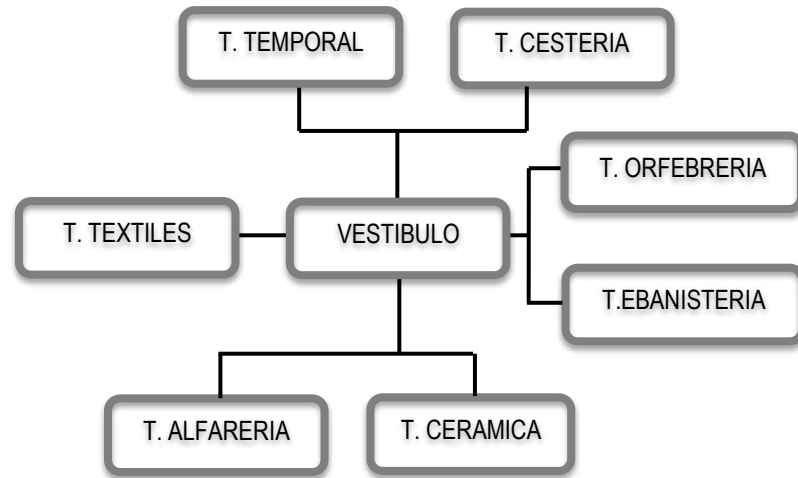 T. TEMPORAL
T. CESTERIA
T. ORFEBRERIA
T. TEXTILES
VESTIBULO
T.EBANISTERIA
T. ALFARERIA
T. CERAMICA